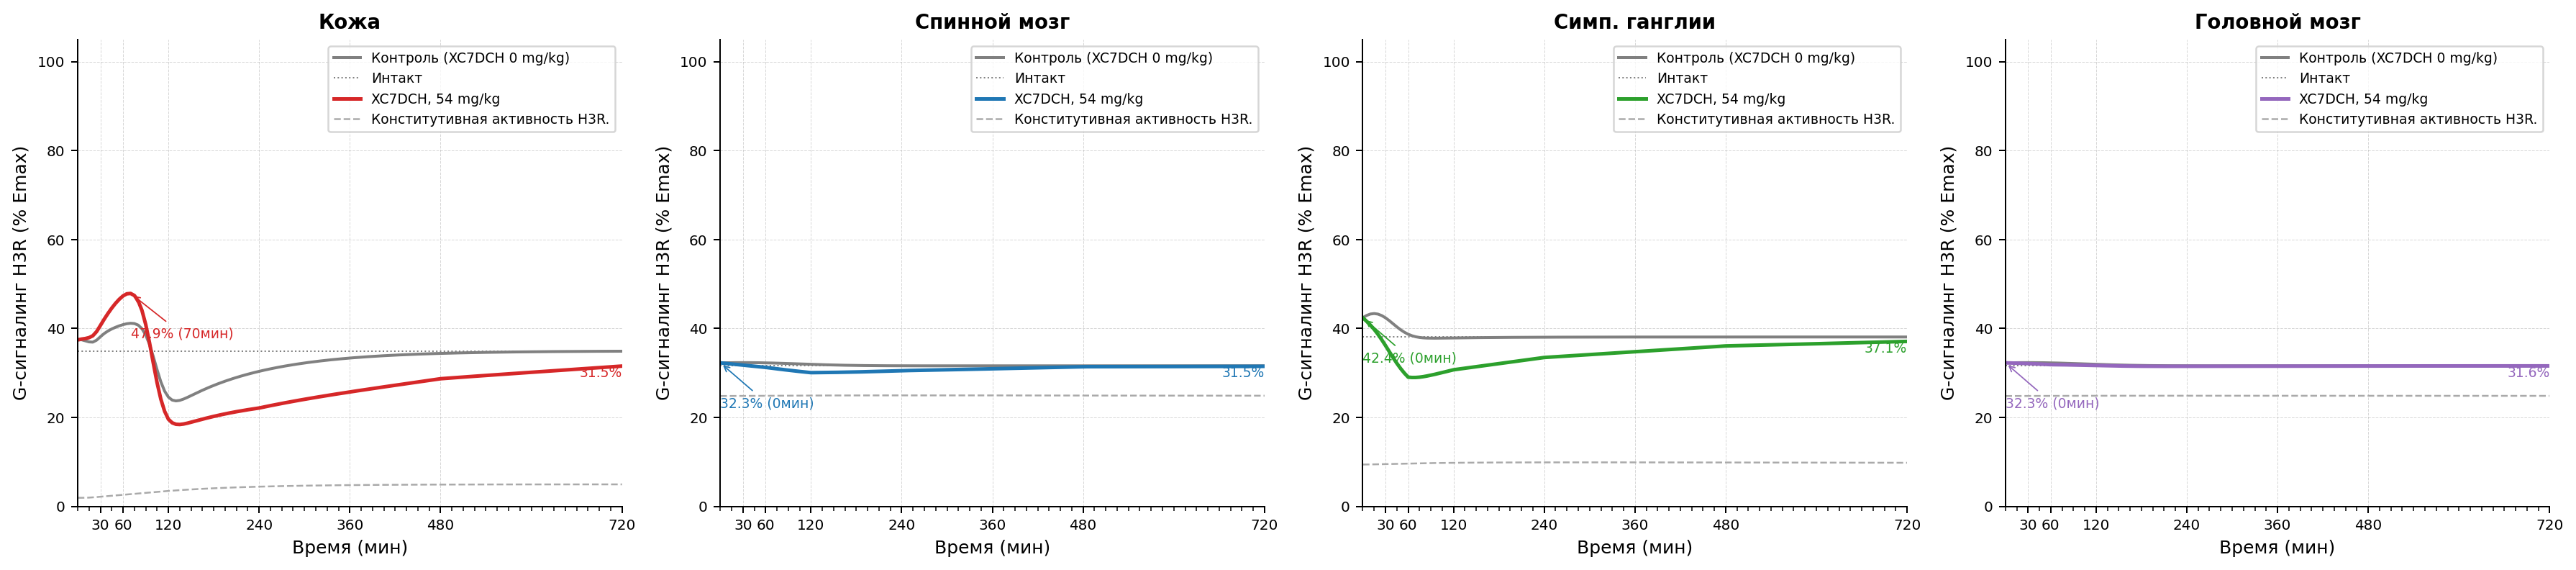 Кожа
G-сигналинг H3R (% Emax)
100
80
60
40
20
0
Контроль (XC7DCH 0 mg/kg)
Интакт
XC7DCH, 54 mg/kg
Конститутивная активность H3R.
47.9% (70мин)
31.5%
30 60 120 240 360 480 720
Время (мин)
Спинной мозг
G-сигналинг H3R (% Emax)
100
80
60
40
20
0
Контроль (XC7DCH 0 mg/kg)
Интакт
XC7DCH, 54 mg/kg
Конститутивная активность H3R.
31.5%
32.3% (0мин)
30 60 120 240 360 480 720
Время (мин)
Симп. ганглии
G-сигналинг H3R (% Emax)
100
80
60
40
20
0
Контроль (XC7DCH 0 mg/kg)
Интакт
XC7DCH, 54 mg/kg
Конститутивная активность H3R.
37.1%
42.4% (0мин)
30 60 120 240 360 480 720
Время (мин)
Головной мозг
G-сигналинг H3R (% Emax)
100
80
60
40
20
0
Контроль (XC7DCH 0 mg/kg)
Интакт
XC7DCH, 54 mg/kg
Конститутивная активность H3R.
31.6%
32.3% (0мин)
30 60 120 240 360 480 720
Время (мин)